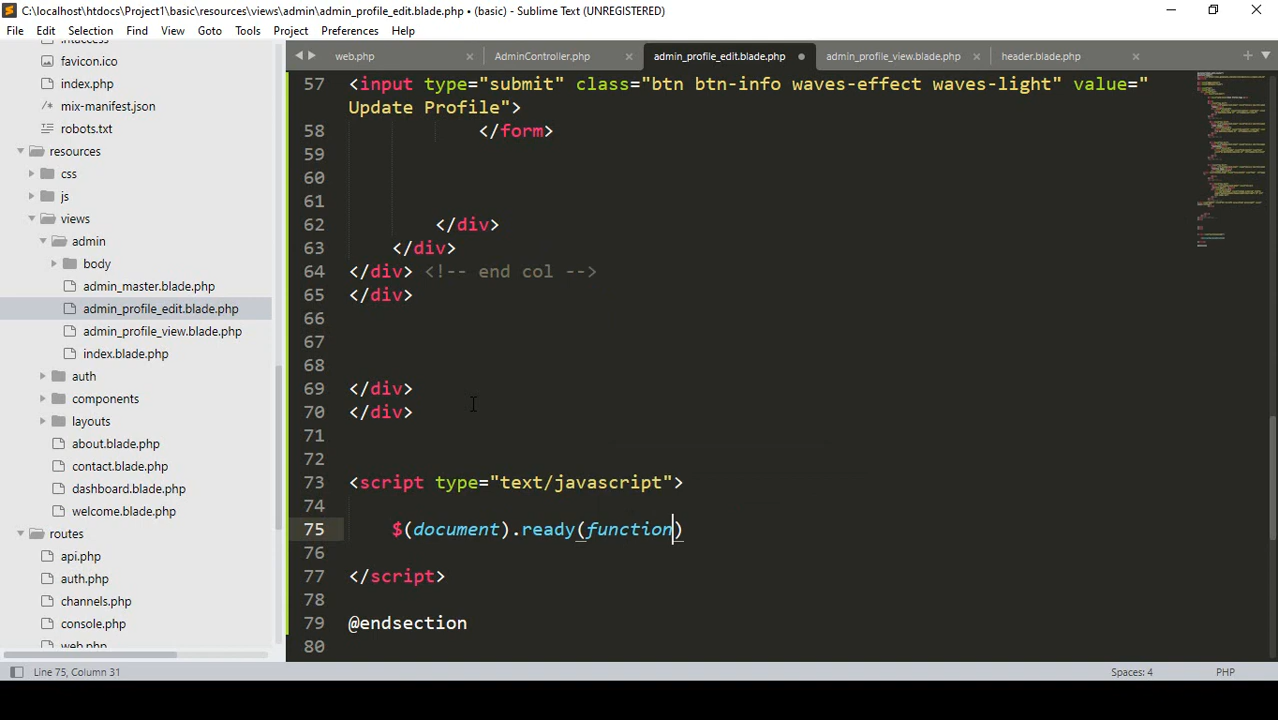 C:\localhost\htdocs\Project1\basic\resources\views\admin\admin_profile_edit.blade.php • (basic) - Sublime Text (UNREGISTERED)
File Edit Selection Find View Goto Tools Project Preferences Help
web.php × AdminController.php × admin_profile_edit.blade.php • admin_profile_view.blade.php × header.blade.php ×
favicon.ico
index.php
mix-manifest.json
robots.txt
resources
css
js
views
admin
body
admin_master.blade.php
admin_profile_edit.blade.php
admin_profile_view.blade.php
index.blade.php
auth
components
layouts
about.blade.php
contact.blade.php
dashboard.blade.php
welcome.blade.php
routes
api.php
auth.php
channels.php
console.php
web.php
57 <input type="submit" class="btn btn-info waves-effect waves-light" value="
Update Profile">
58 </form>
59
60
61
62 </div>
63 </div>
64 </div> <!-- end col -->
65 </div>
66
67
68
69 </div>
70 </div>
71
72
73 <script type="text/javascript">
74
75 $(document).ready(function)
76
77 </script>
78
79 @endsection
80
Line 75, Column 31 Spaces: 4 PHP